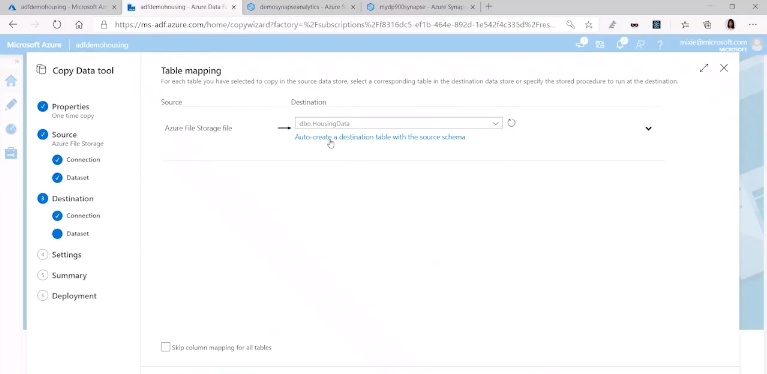 adfdemohousing - Microsoft Azure
adfdemohousing - Azure Data F
demosynapseanalytics - Azure S
mydp900synapse - Azure Synap
https://ms-adf.azure.com/home/copywizard?factory=%2Fsubscriptions%2Ff8316dc5-ef1b-464e-892d-1e542f4c335d%2Fres...
Microsoft Azure
adfdemohousing
MICROSOFT
Copy Data tool
Properties
One time copy
Source
Azure File Storage
Connection
Dataset
3 Destination
Connection
Dataset
4 Settings
5 Summary
6 Deployment
Table mapping
For each table you have selected to copy in the source data store, select a corresponding table in the destination data store or specify the stored procedure to run at the destination.
Source
Destination
Azure File Storage file
dbo.HousingData
Auto-create a destination table with the source schema
Skip column mapping for all tables